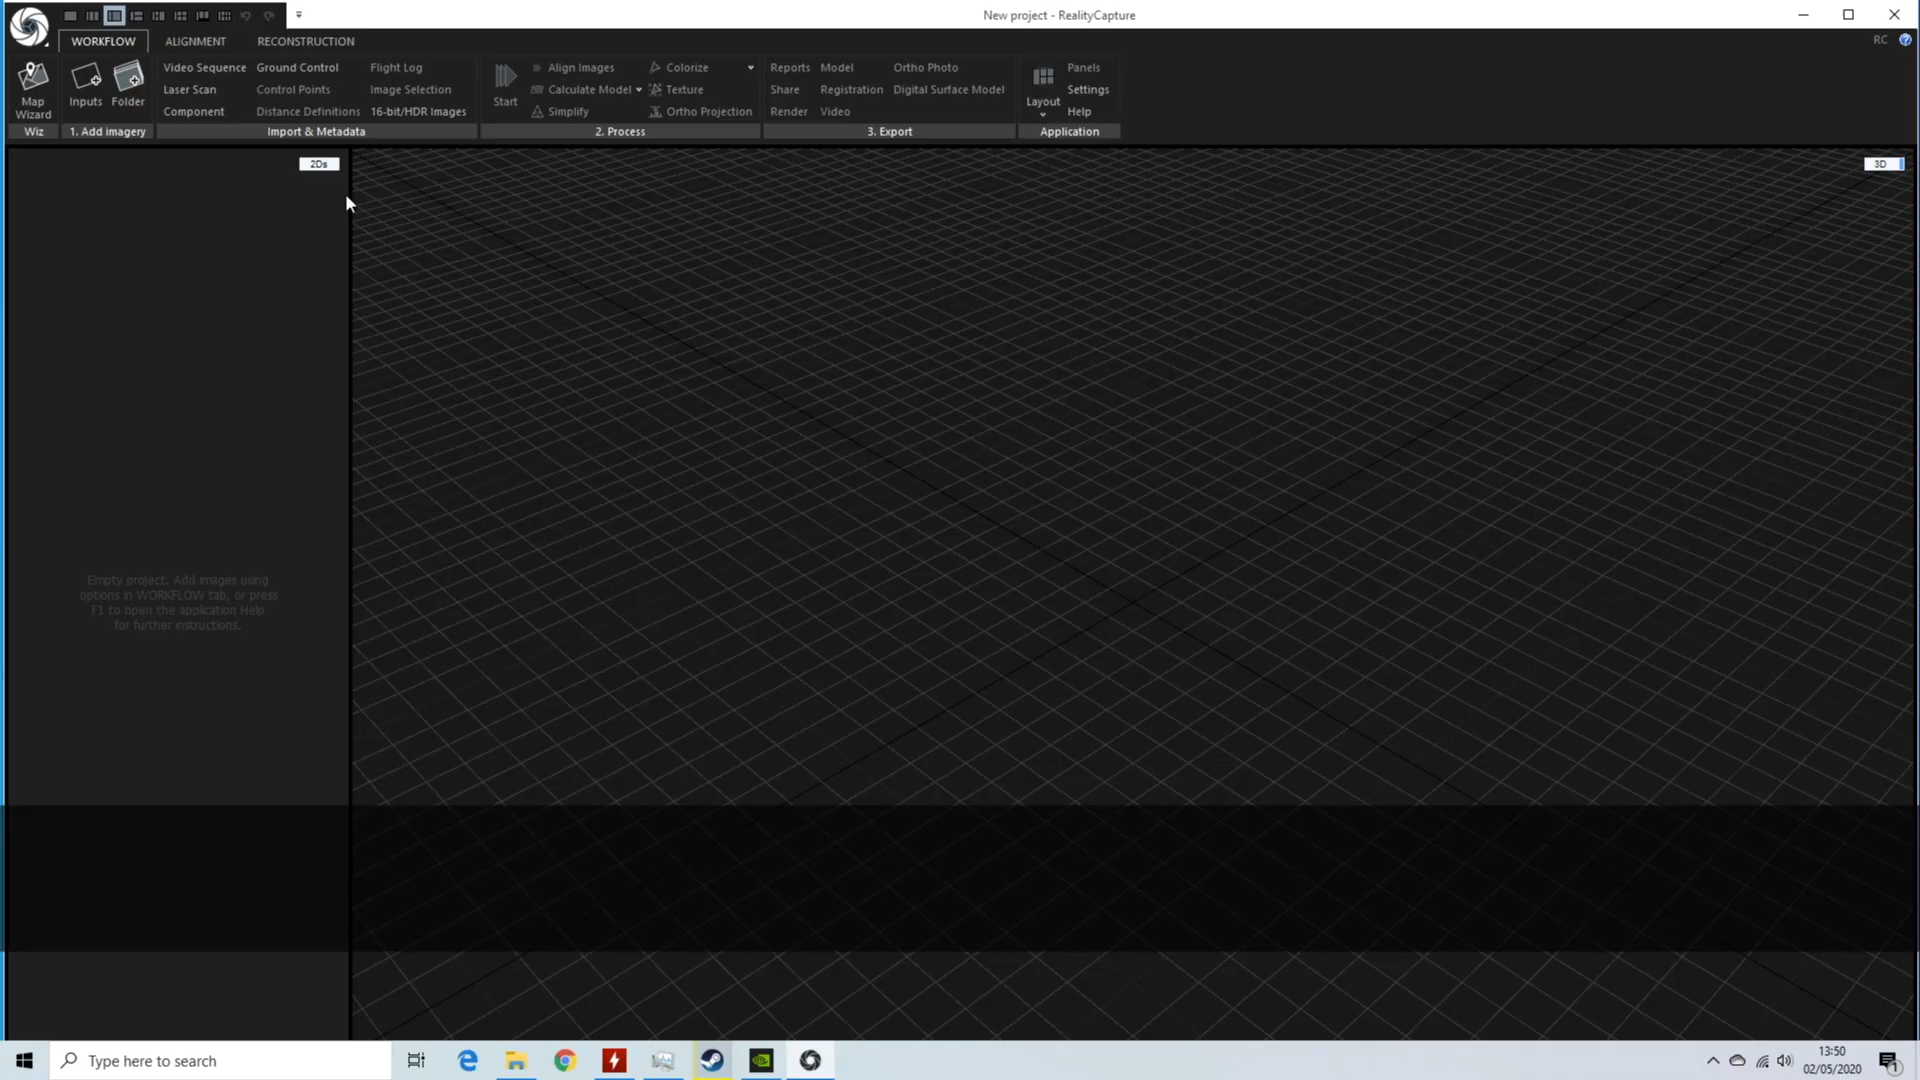 New project - RealityCapture
WORKFLOW ALIGNMENT RECONSTRUCTION RC
Map Wizard
Inputs Folder
Video Sequence Ground Control Flight Log
Laser Scan Control Points Image Selection
Component Distance Definitions 16-bit/HDR Images
Start
Align Images Colorize
Calculate Model Texture
Simplify Ortho Projection
Reports Model Ortho Photo
Share Registration Digital Surface Model
Render Video
Layout
Panels
Settings
Help
Wiz 1. Add imagery Import & Metadata 2. Process 3. Export Application
2Ds 3D
Empty project. Add images using
options in WORKFLOW tab, or press
F1 to open the application Help
for further instructions.
Type here to search
13:50
02/05/2020
1